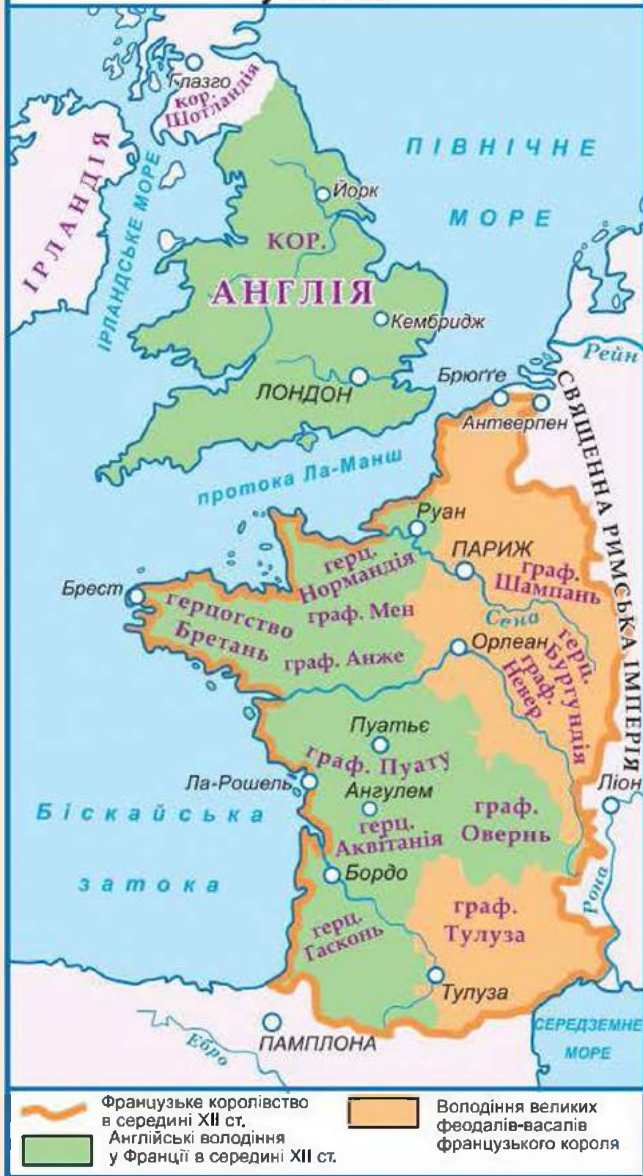 Глазго
кор.
Шотландія
ІРЛАНДІЯ
ІРЛАНДСЬКЕ МОРЕ
ПІВНІЧНЕ
МОРЕ
Йорк
КОР.
АНГЛІЯ
Кембридж
ЛОНДОН
Рейн
Брюґґе
Антверпен
СВЯЩЕННА РИМСЬКА ІМПЕРІЯ
протока Ла-Манш
Руан
герц.
Нормандія
ПАРИЖ
граф.
Шампань
Сена
Брест
герцогство
Бретань
граф. Мен
граф. Анже
Орлеан
герц.
Бургундія
граф.
Невер
Пуатьє
граф. Пуату
Ла-Рошель
Ангулем
герц.
Аквітанія
граф.
Овернь
Ліон
Біскайська
затока
Бордо
Рона
граф.
Тулуза
герц.
Гасконь
Тулуза
ПАМПЛОНА
Ебро
СЕРЕДЗЕМНЕ
МОРЕ
Французьке королівство
в середині XII ст.
Англійські володіння
у Франції в середині XII ст.
Володіння великих
феодалів-васалів
французького короля